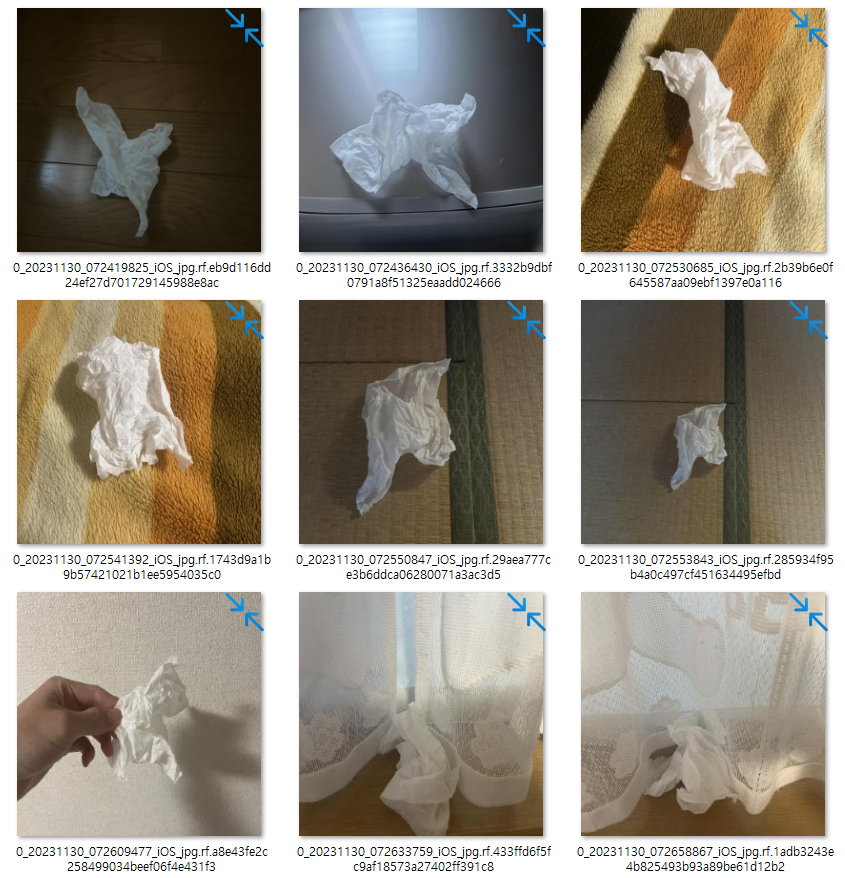 0_20231130_072419825_iOS_jpg.rf.eb9d116dd
24ef27d701729145988e8ac
0_20231130_072436430_iOS_jpg.rf.3332b9dbf
0791a8f51325eaadd024666
0_20231130_072530685_iOS_jpg.rf.2b39b6e0f
645587aa09ebf1397e0a116
0_20231130_072541392_iOS_jpg.rf.1743d9a1b
9b57421021b1ee5954035c0
0_20231130_072550847_iOS_jpg.rf.29aea777c
e3b6ddca06280071a3ac3d5
0_20231130_072553843_iOS_jpg.rf.285934f95
b4a0c497cf451634495efbd
0_20231130_072609477_iOS_jpg.rf.a8e43fe2c
258499034beef06f4e431f3
0_20231130_072633759_iOS_jpg.rf.433ffd6f5f
c9af18573a27402ff391c8
0_20231130_072658867_iOS_jpg.rf.1adb3243e
4b825493b93a89be61d12b2